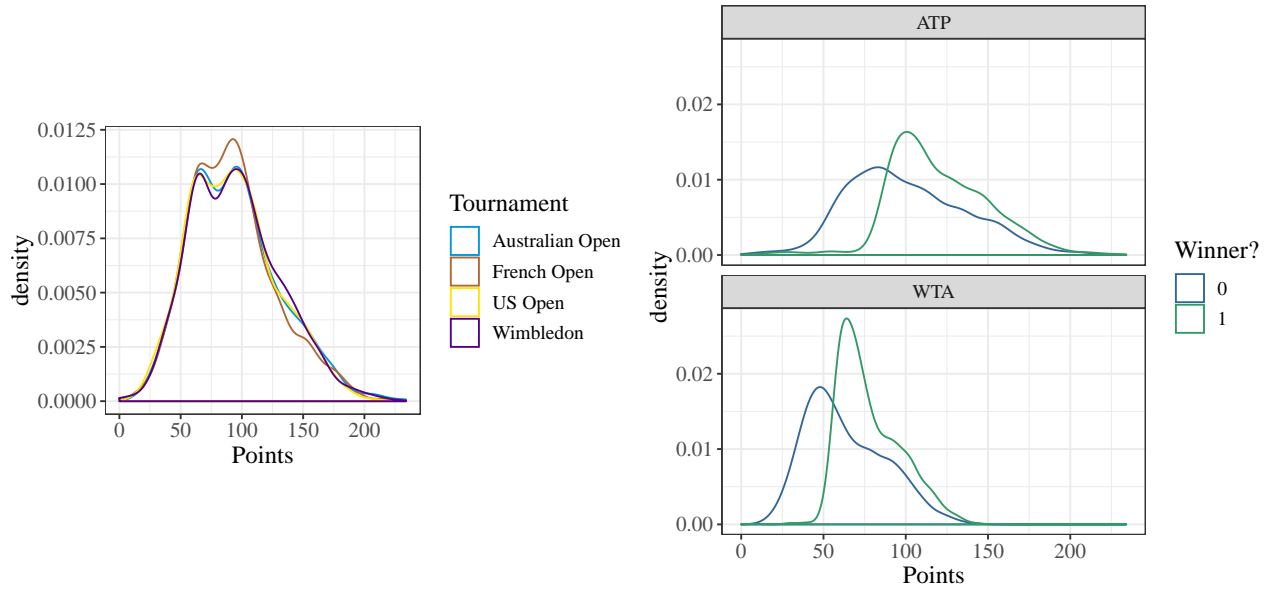 0.0125
0.0100
0.0075
0.0050
0.0025
0.0000
density
0 50 100 150 200
Points
Tournament
Australian Open
French Open
US Open
Wimbledon
ATP
0.02
0.01
0.00
density
WTA
0.02
0.01
0.00
0 50 100 150 200
Points
Winner?
0
1